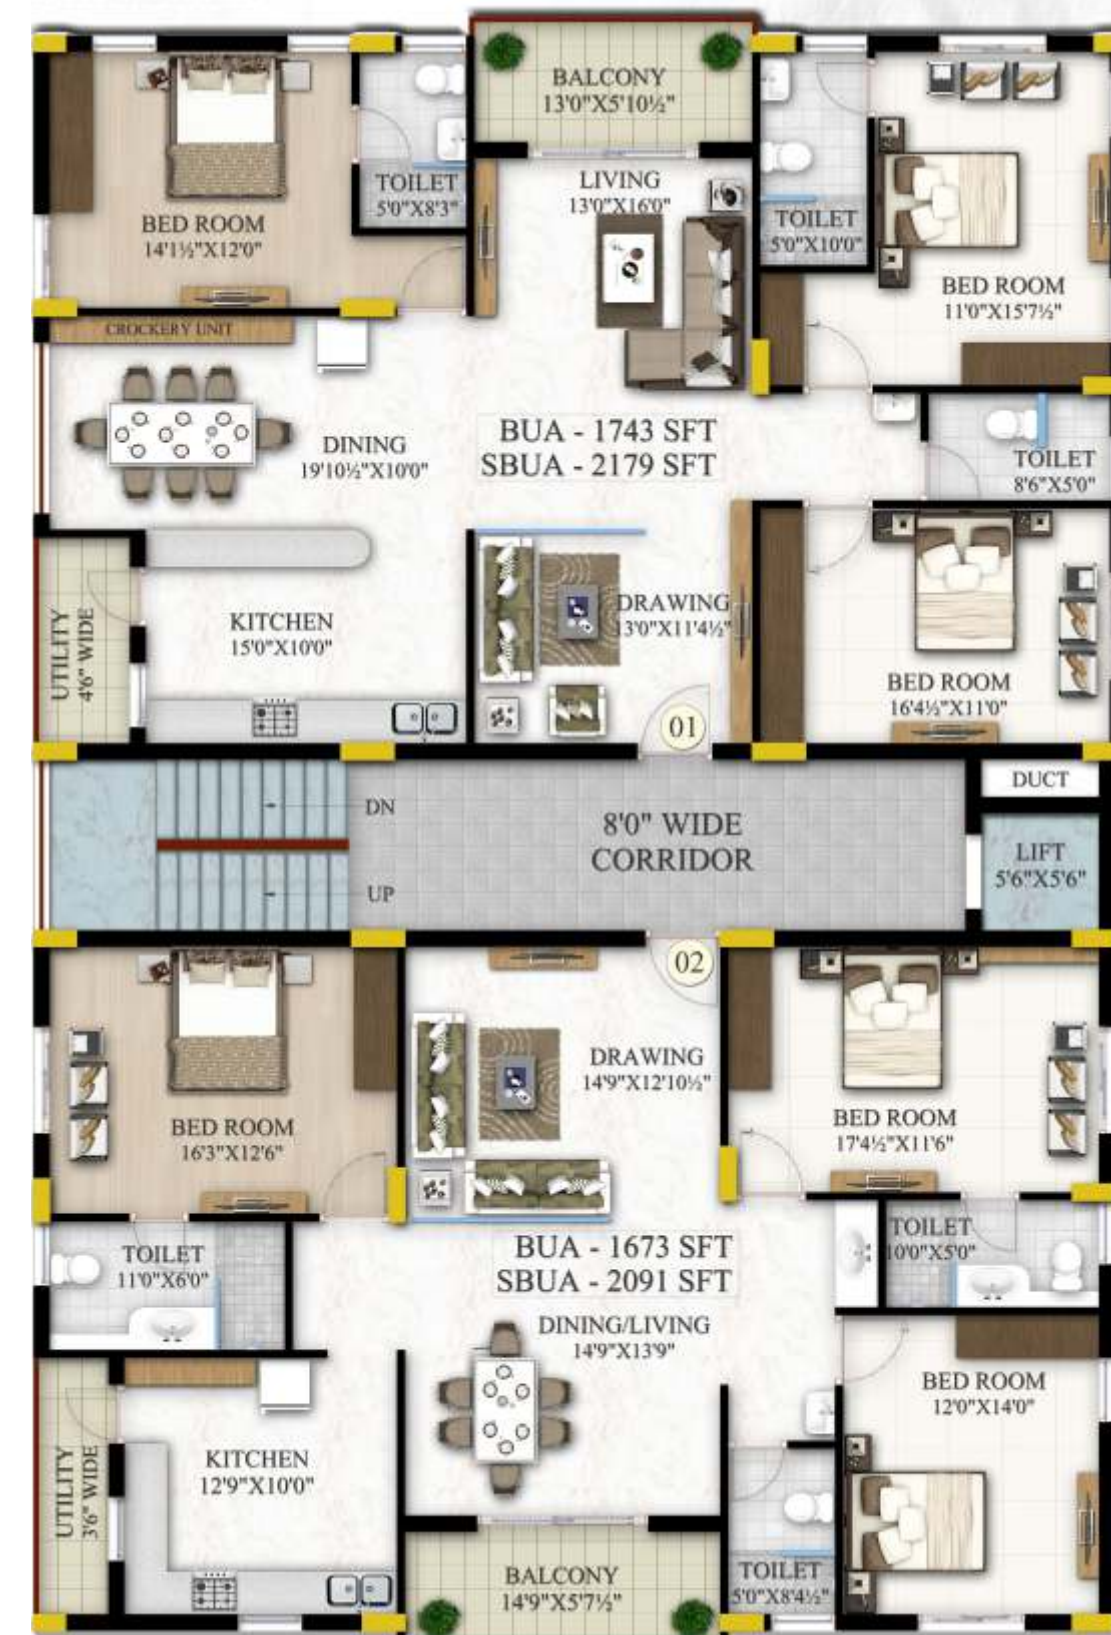 BALCONY
13'0"X5'10½"
TOILET
5'0"X8'3"
LIVING
13'0"X16'0"
BED ROOM
14'1½"X12'0"
TOILET
5'0"X10'0"
BED ROOM
11'0"X15'7½"
CROCKERY UNIT
DINING
19'10½"X10'0"
BUA - 1743 SFT
SBUA - 2179 SFT
TOILET
8'6"X5'0"
UTILITY
4'6" WIDE
KITCHEN
15'0"X10'0"
DRAWING
13'0"X11'4½"
BED ROOM
16'4½"X11'0"
01
DN
UP
8'0" WIDE
CORRIDOR
DUCT
LIFT
5'6"X5'6"
02
DRAWING
14'9"X12'10½"
BED ROOM
16'3"X12'6"
BED ROOM
17'4½"X11'6"
TOILET
11'0"X6'0"
BUA - 1673 SFT
SBUA - 2091 SFT
TOILET
10'0"X5'0"
DINING/LIVING
14'9"X13'9"
BED ROOM
12'0"X14'0"
UTILITY
3'6" WIDE
KITCHEN
12'9"X10'0"
BALCONY
14'9"X5'7½"
TOILET
5'0"X8'4½"